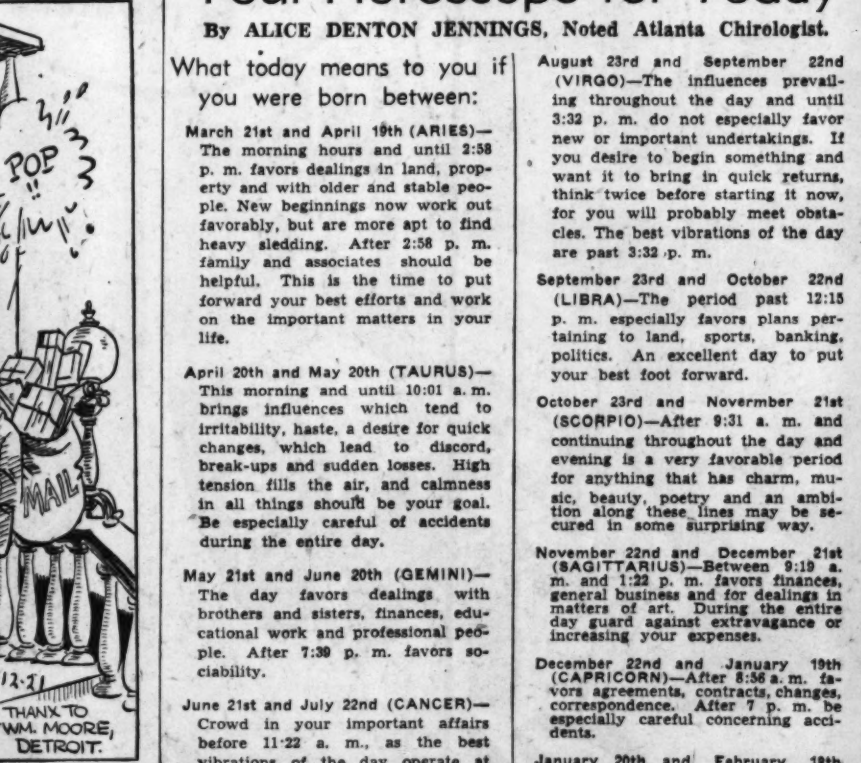 POP
!!
MAIL
12-21
THANX TO
WM. MOORE,
DETROIT.
Your Horoscope for Today
By ALICE DENTON JENNINGS, Noted Atlanta Chirologist.
What today means to you if
you were born between:
March 21st and April 19th (ARIES)—
The morning hours and until 2:58
p. m. favors dealings in land, prop-
erty and with older and stable peo-
ple. New beginnings now work out
favorably, but are more apt to find
heavy sledding. After 2:58 p. m.
family and associates should be
helpful. This is the time to put
forward your best efforts and work
on the important matters in your
life.
April 20th and May 20th (TAURUS)—
This morning and until 10:01 a. m.
brings influences which tend to
irritability, haste, a desire for quick
changes, which lead to discord,
break-ups and sudden losses. High
tension fills the air, and calmness
in all things should be your goal.
Be especially careful of accidents
during the entire day.
May 21st and June 20th (GEMINI)—
The day favors dealings with
brothers and sisters, finances, edu-
cational work and professional peo-
ple. After 7:39 p. m. favors so-
ciability.
June 21st and July 22nd (CANCER)—
Crowd in your important affairs
before 11:22 a. m., as the best
vibrations of the day operate at
August 23rd and September 22nd
(VIRGO)—The influences prevail-
ing throughout the day and until
3:32 p. m. do not especially favor
new or important undertakings. If
you desire to begin something and
want it to bring in quick returns,
think twice before starting it now,
for you will probably meet obsta-
cles. The best vibrations of the day
are past 3:32 p. m.
September 23rd and October 22nd
(LIBRA)—The period past 12:15
p. m. especially favors plans per-
taining to land, sports, banking,
politics. An excellent day to put
your best foot forward.
October 23rd and Novermber 21st
(SCORPIO)—After 9:31 a. m. and
continuing throughout the day and
evening is a very favorable period
for anything that has charm, mu-
sic, beauty, poetry and an ambi-
tion along these lines may be se-
cured in some surprising way.
November 22nd and December 21st
(SAGITTARIUS)—Between 9:19 a.
m. and 1:22 p. m. favors finances,
general business and for dealings in
matters of art. During the entire
day guard against extravagance or
increasing your expenses.
December 22nd and January 19th
(CAPRICORN)—After 8:56 a. m. fa-
vors agreements, contracts, changes,
correspondence. After 7 p. m. be
especially careful concerning acci-
dents.
January 20th and February 19th